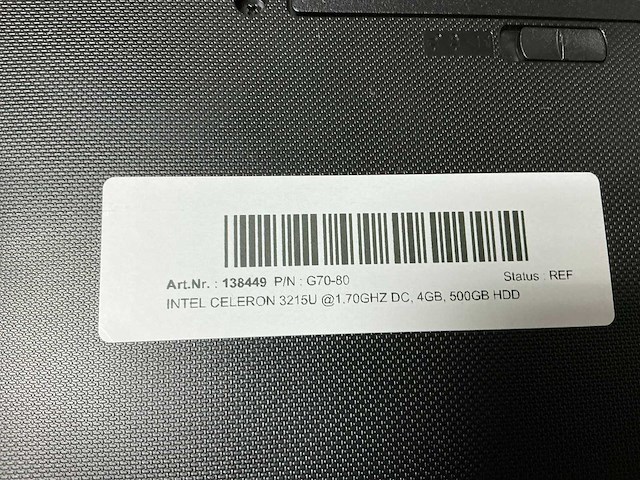 Art.Nr. : 138449 P/N : G70-80 Status : REF
INTEL CELERON 3215U @1.70GHZ DC, 4GB, 500GB HDD